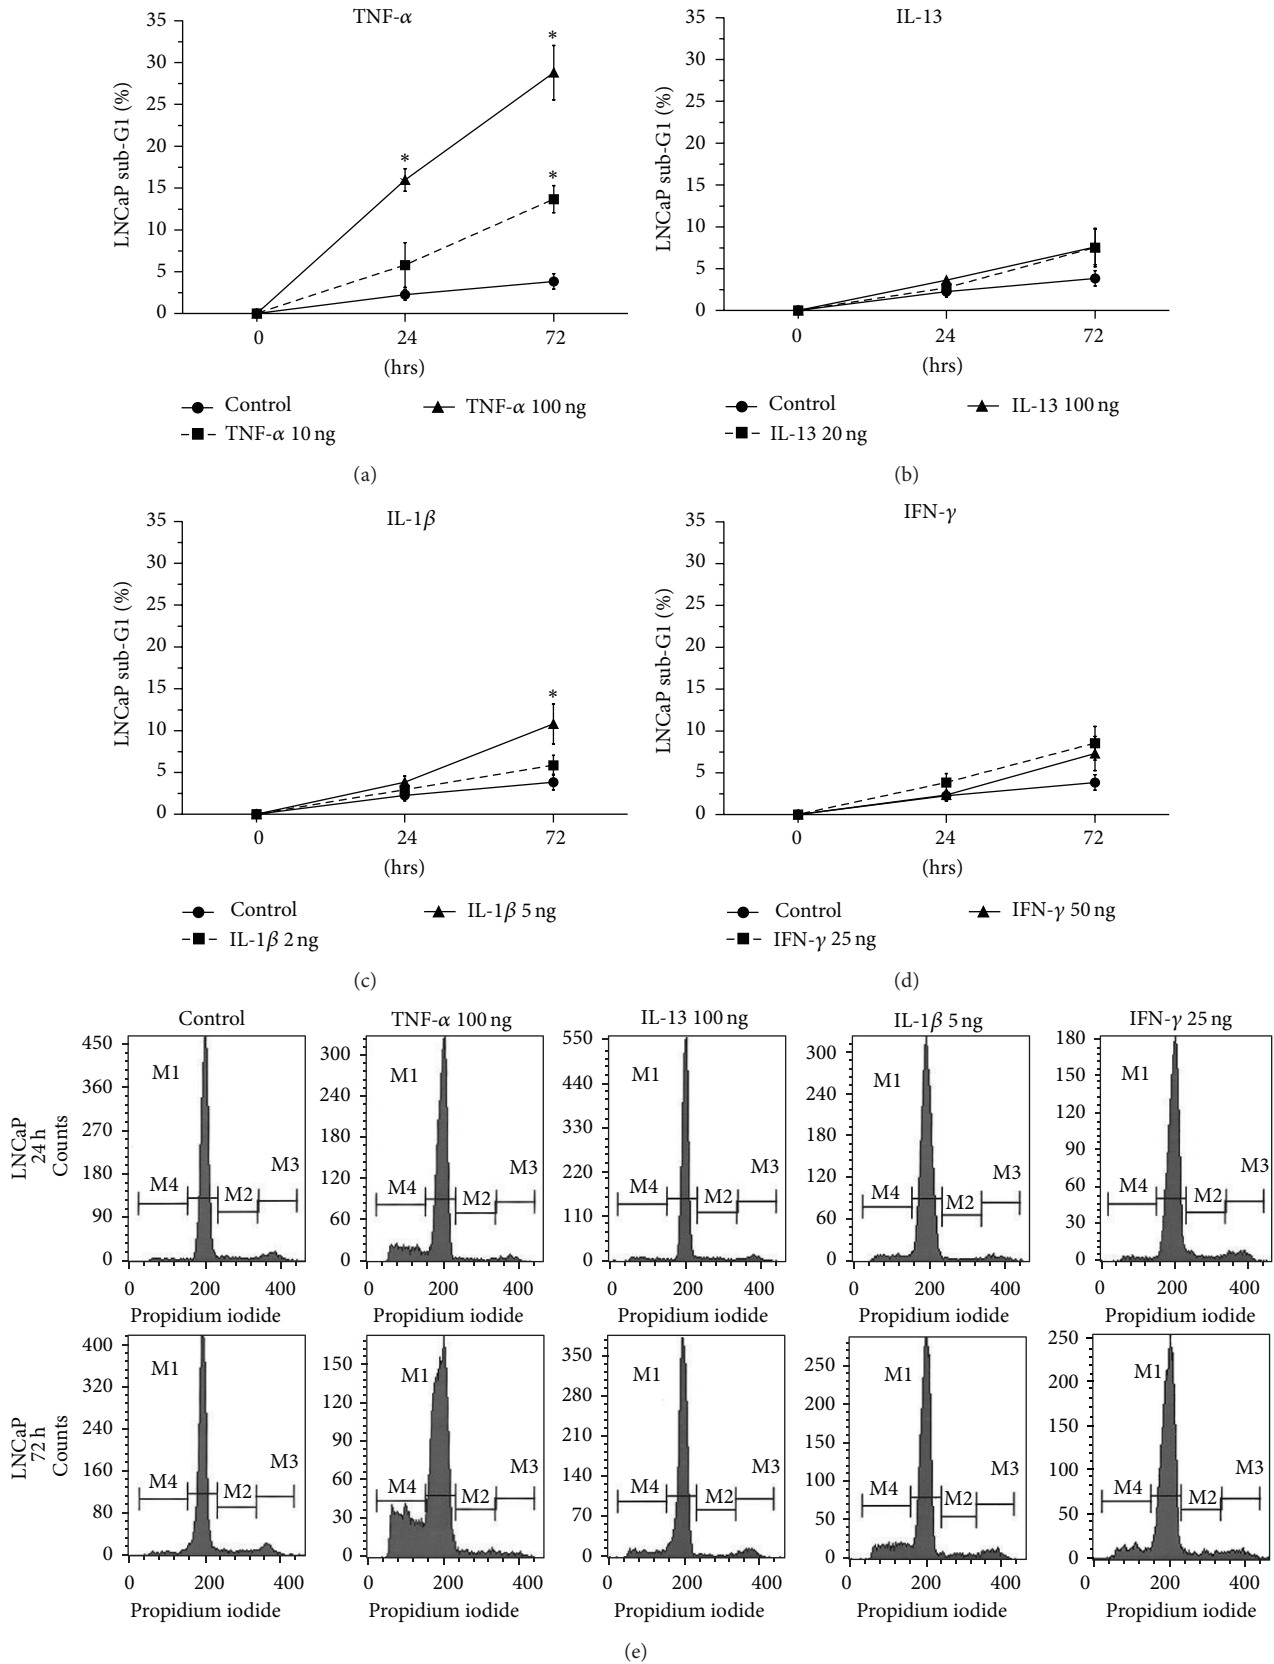 TNF-α
LNCaP sub-G1 (%)
35
30
25
20
15
10
5
0
*
*
*
0 24 72
(hrs)
Control
TNF-α 100 ng
TNF-α 10 ng
(a)
IL-13
LNCaP sub-G1 (%)
35
30
25
20
15
10
5
0
0 24 72
(hrs)
Control
IL-13 100 ng
IL-13 20 ng
(b)
IL-1β
LNCaP sub-G1 (%)
35
30
25
20
15
10
5
0
*
0 24 72
(hrs)
Control
IL-1β 5 ng
IL-1β 2 ng
(c)
IFN-γ
LNCaP sub-G1 (%)
35
30
25
20
15
10
5
0
0 24 72
(hrs)
Control
IFN-γ 50 ng
IFN-γ 25 ng
(d)
LNCaP
24 h
Counts
Control
450
360
270
180
90
0
M1
M3
M4
M2
0 200 400
Propidium iodide
TNF-α 100 ng
300
240
180
120
60
0
M1
M3
M4
M2
0 200 400
Propidium iodide
IL-13 100 ng
550
440
330
220
110
0
M1
M3
M4
M2
0 200 400
Propidium iodide
IL-1β 5 ng
300
240
180
120
60
0
M1
M3
M4
M2
0 200 400
Propidium iodide
IFN-γ 25 ng
180
150
120
90
60
30
0
M1
M3
M4
M2
0 200 400
Propidium iodide
LNCaP
72 h
Counts
400
320
240
160
80
0
M1
M3
M4
M2
0 200 400
Propidium iodide
150
120
90
60
30
0
M1
M3
M4
M2
0 200 400
Propidium iodide
350
280
210
140
70
0
M1
M3
M4
M2
0 200 400
Propidium iodide
250
200
150
100
50
0
M1
M3
M4
M2
0 200 400
Propidium iodide
250
200
150
100
50
0
M1
M3
M4
M2
0 200 400
Propidium iodide
(e)